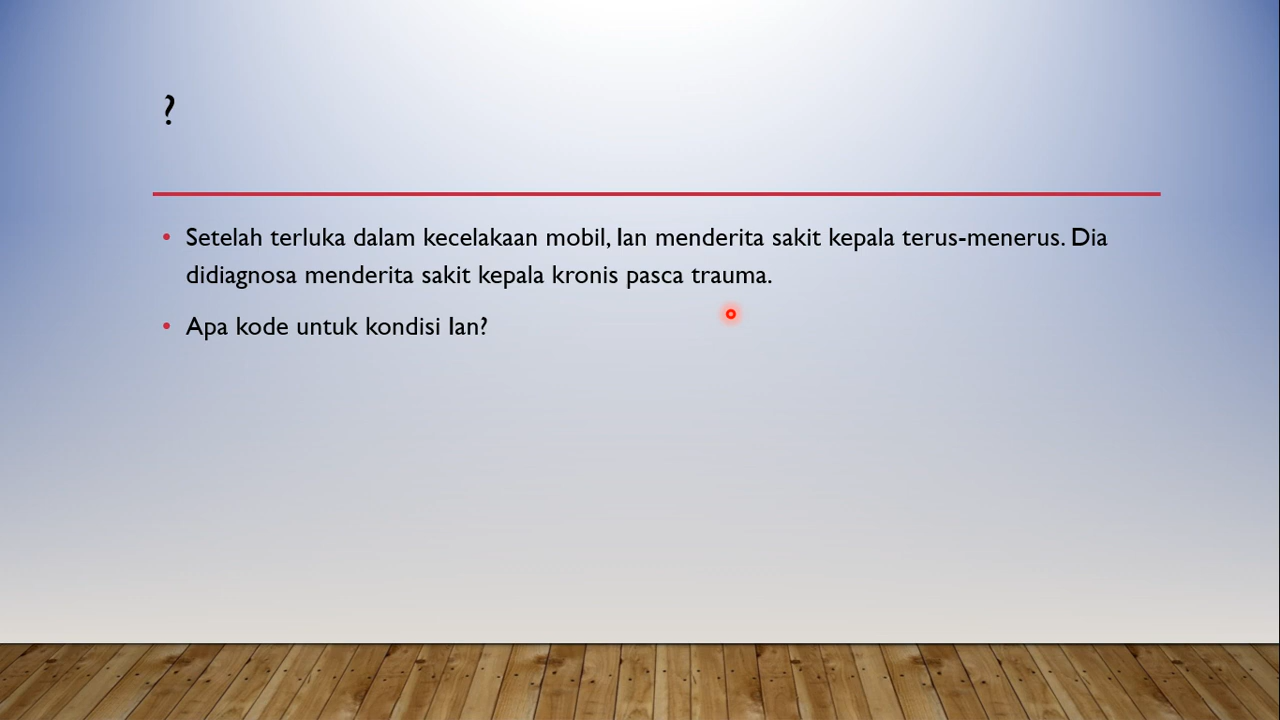 ?
• Setelah terluka dalam kecelakaan mobil, Ian menderita sakit kepala terus-menerus. Dia
didiagnosa menderita sakit kepala kronis pasca trauma.
• Apa kode untuk kondisi Ian?